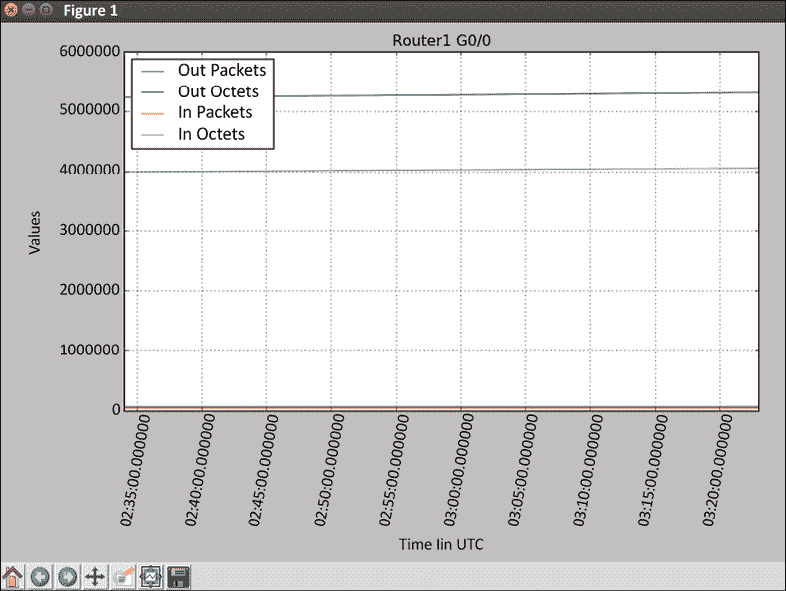 Figure 1
Router1 G0/0
6000000
5000000
4000000
3000000
2000000
1000000
0
Values
Out Packets
Out Octets
In Packets
In Octets
02:35:00.000000
02:40:00.000000
02:45:00.000000
02:50:00.000000
02:55:00.000000
03:00:00.000000
03:05:00.000000
03:10:00.000000
03:15:00.000000
03:20:00.000000
Time Iin UTC